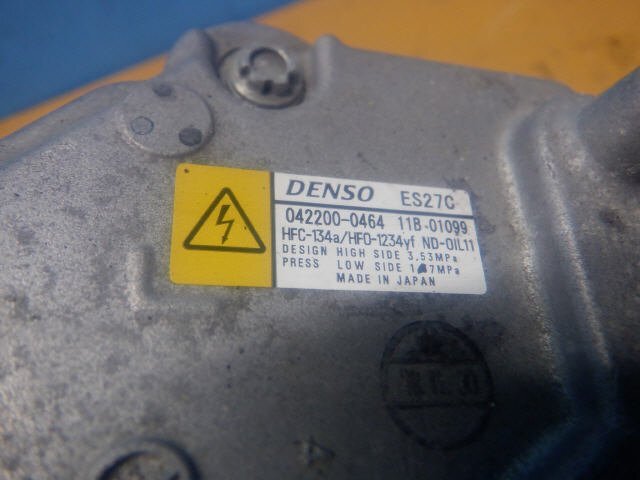 DENSO ES27C
042200-0464 11B-01099
HFC-134a/HFO-1234yf ND-OIL11
DESIGN HIGH SIDE 3.53MPa
PRESS LOW SIDE
MADE IN JAPAN